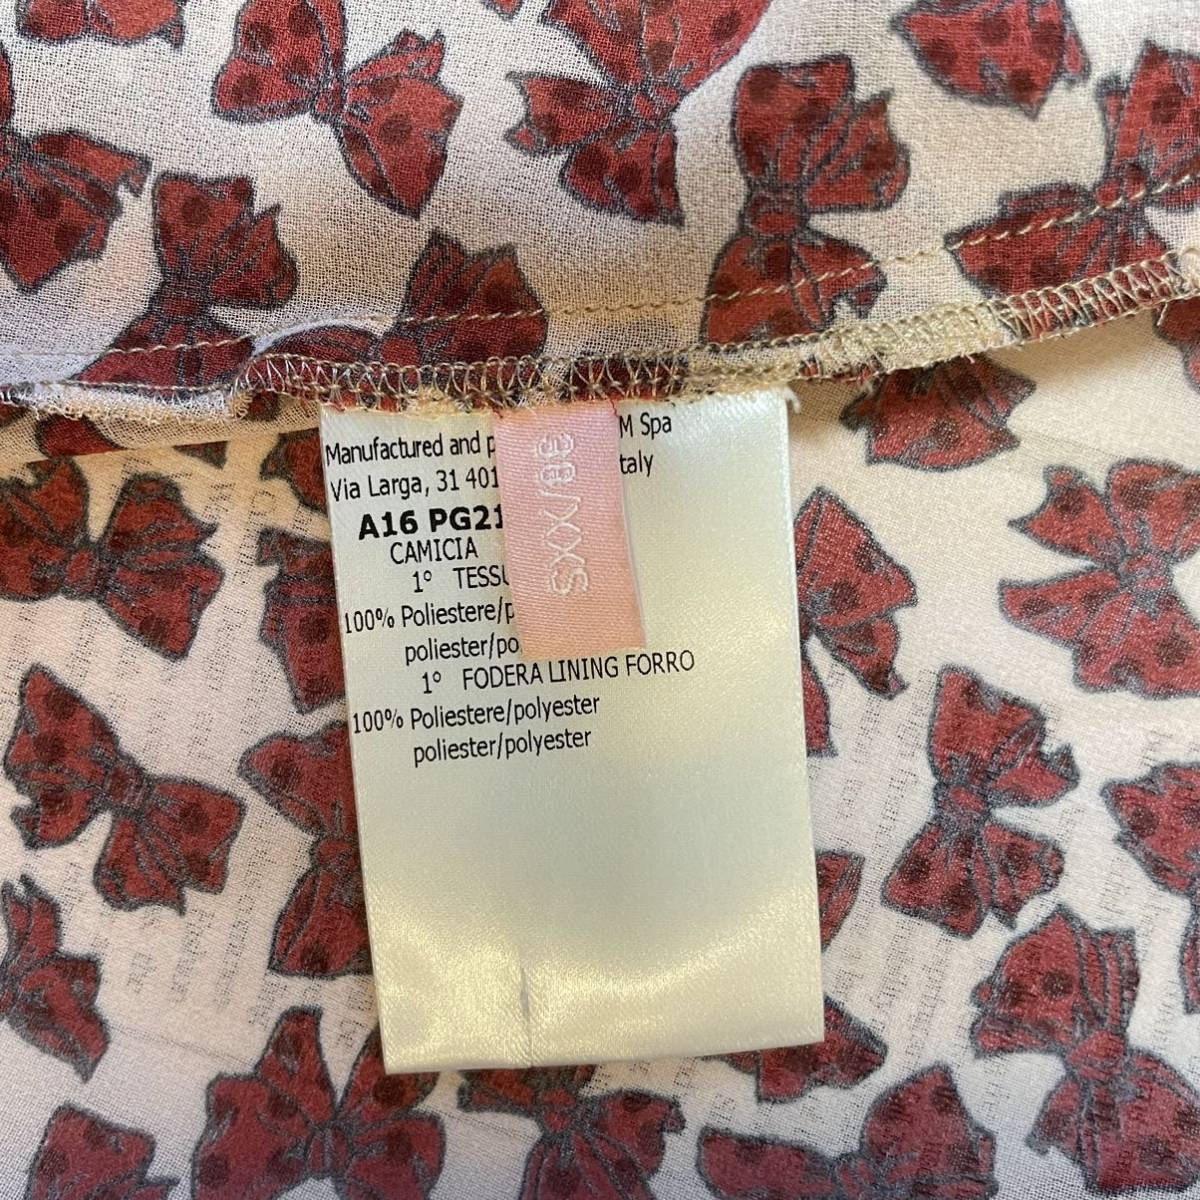 Manufactured and p M Spa
Via Larga, 31 401 taly
A16 PG21
CAMICIA
1° TESSU
100% Poliestere/p
poliester/po
1° FODERA LINING FORRO
100% Poliestere/polyester
poliester/polyester
38/XXS